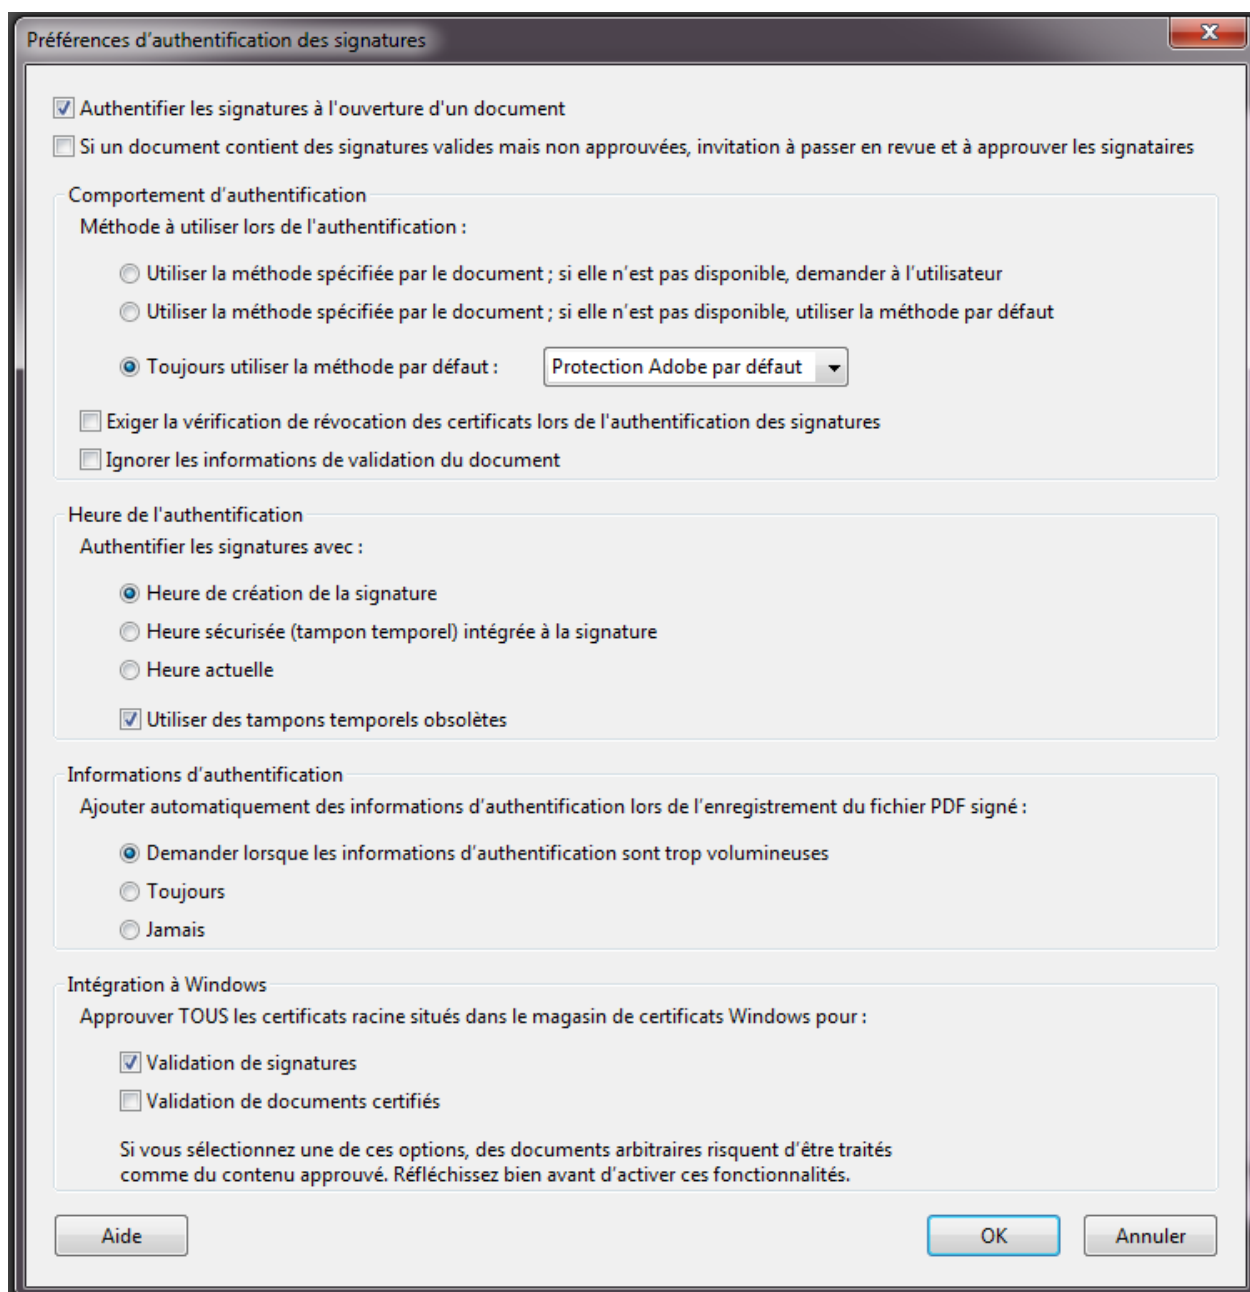 Préférences d'authentification des signatures
Authentifier les signatures à l'ouverture d'un document
Si un document contient des signatures valides mais non approuvées, invitation à passer en revue et à approuver les signataires
Comportement d'authentification
Méthode à utiliser lors de l'authentification :
Utiliser la méthode spécifiée par le document ; si elle n'est pas disponible, demander à l'utilisateur
Utiliser la méthode spécifiée par le document ; si elle n'est pas disponible, utiliser la méthode par défaut
Toujours utiliser la méthode par défaut : Protection Adobe par défaut
Exiger la vérification de révocation des certificats lors de l'authentification des signatures
Ignorer les informations de validation du document
Heure de l'authentification
Authentifier les signatures avec :
Heure de création de la signature
Heure sécurisée (tampon temporel) intégrée à la signature
Heure actuelle
Utiliser des tampons temporels obsolètes
Informations d'authentification
Ajouter automatiquement des informations d'authentification lors de l'enregistrement du fichier PDF signé :
Demander lorsque les informations d'authentification sont trop volumineuses
Toujours
Jamais
Intégration à Windows
Approuver TOUS les certificats racine situés dans le magasin de certificats Windows pour :
Validation de signatures
Validation de documents certifiés
Si vous sélectionnez une de ces options, des documents arbitraires risquent d'être traités
comme du contenu approuvé. Réfléchissez bien avant d'activer ces fonctionnalités.
Aide OK Annuler